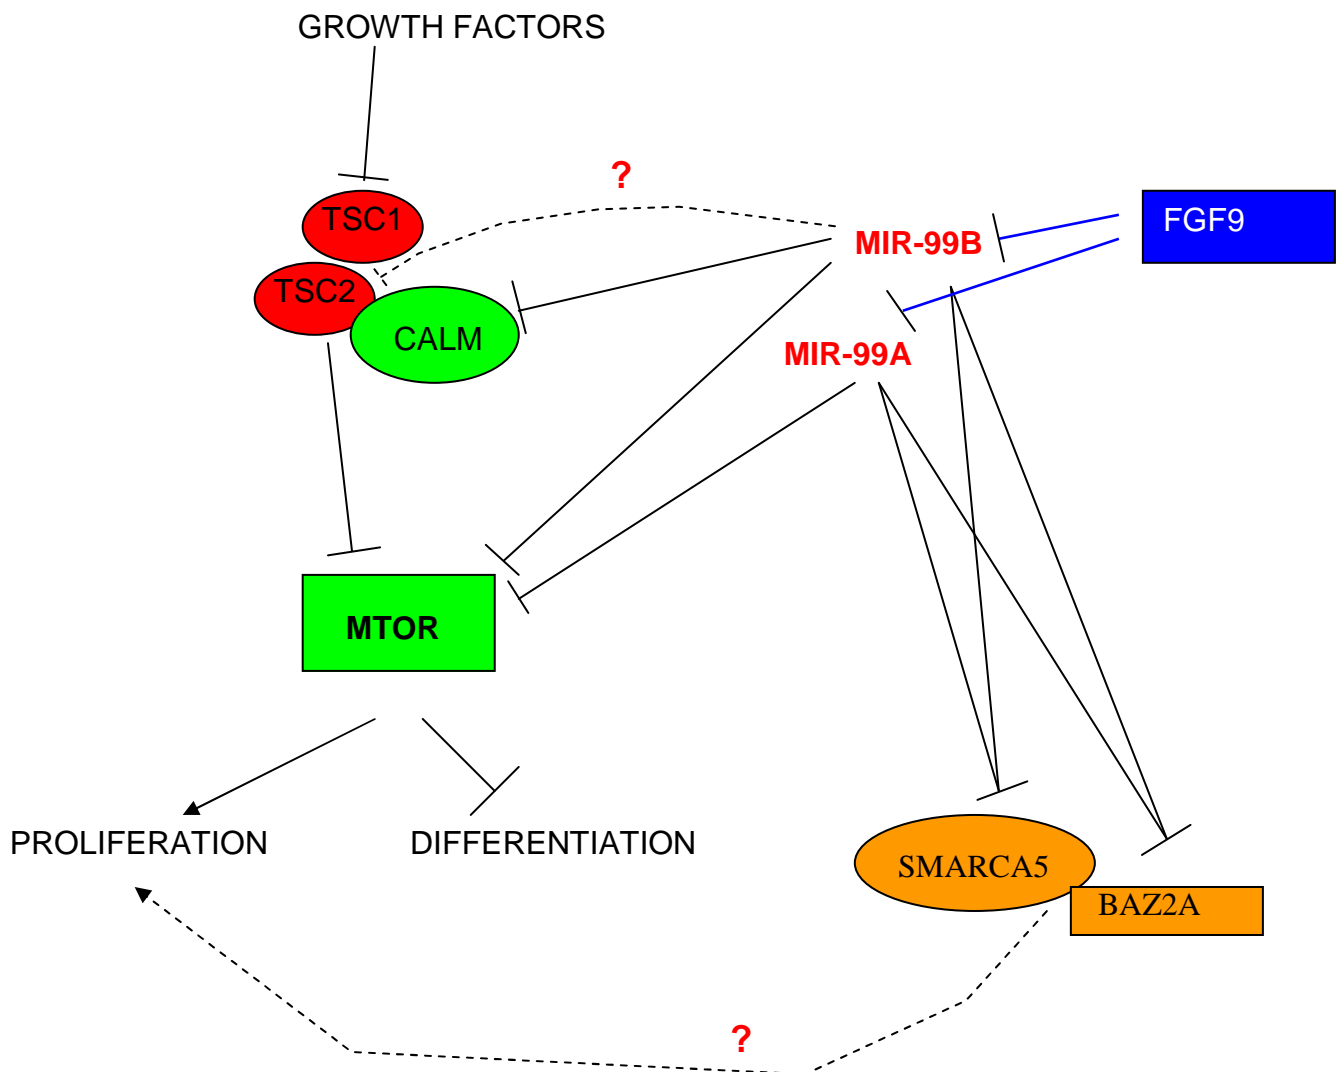 GROWTH FACTORS
?
TSC1
FGF9
MIR-99B
TSC2
CALM
MIR-99A
MTOR
PROLIFERATION
DIFFERENTIATION
SMARCA5
BAZ2A
?